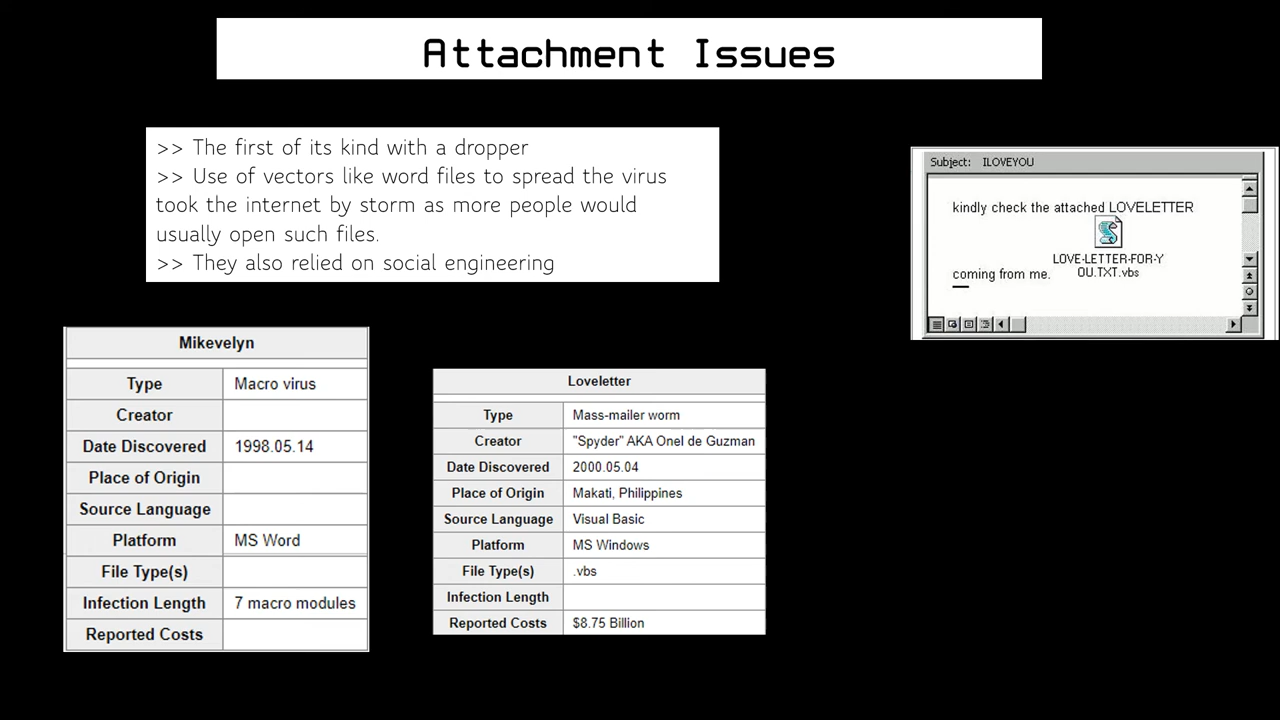 Attachment Issues
>> The first of its kind with a dropper
>> Use of vectors like word files to spread the virus
took the internet by storm as more people would
usually open such files.
>> They also relied on social engineering
Subject: ILOVEYOU
kindly check the attached LOVELETTER
LOVE-LETTER-FOR-Y
OU.TXT.vbs
coming from me.
Mikevelyn
Type Macro virus
Creator
Date Discovered 1998.05.14
Place of Origin
Source Language
Platform MS Word
File Type(s)
Infection Length 7 macro modules
Reported Costs
Loveletter
Type Mass-mailer worm
Creator "Spyder" AKA Onel de Guzman
Date Discovered 2000.05.04
Place of Origin Makati, Philippines
Source Language Visual Basic
Platform MS Windows
File Type(s) .vbs
Infection Length
Reported Costs $8.75 Billion